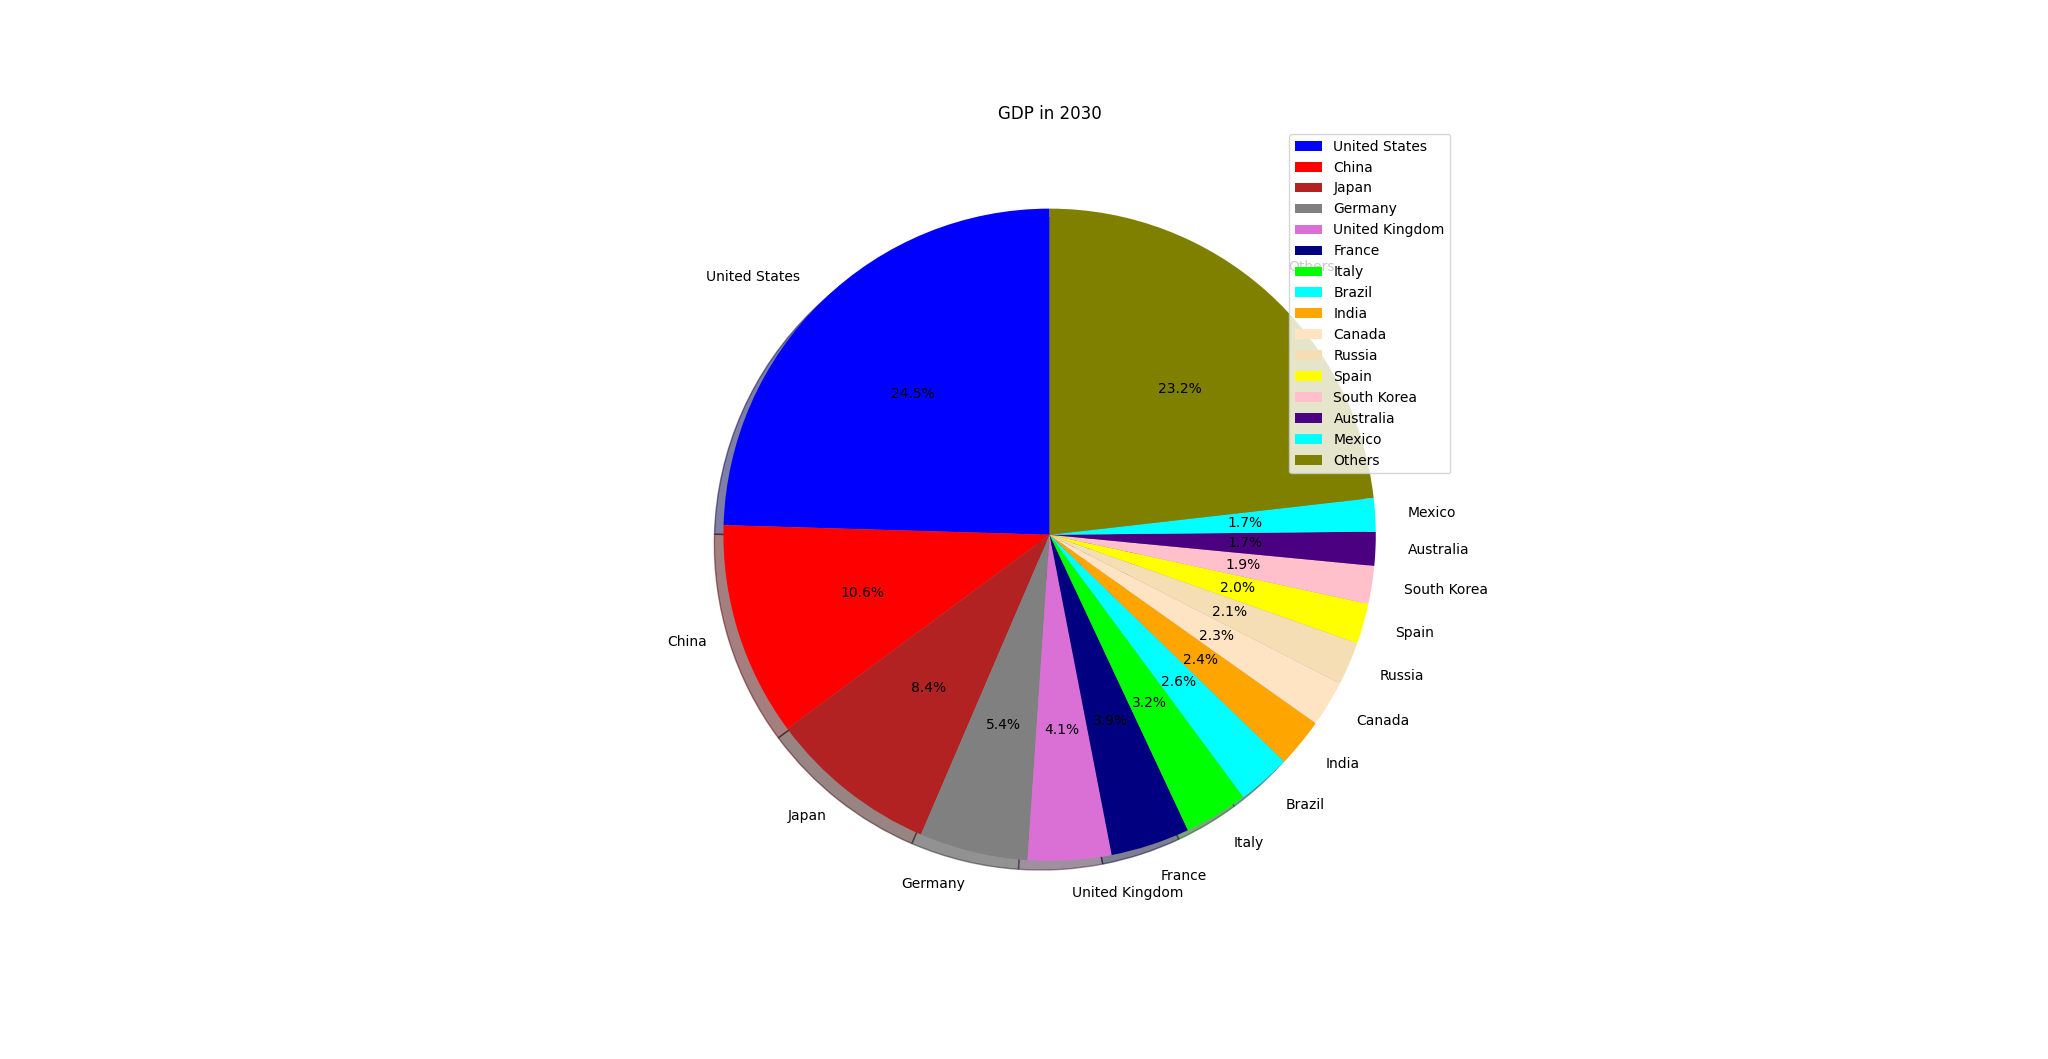 GDP in 2030
United States
China
Japan
Germany
United Kingdom
France
Italy
Brazil
India
Canada
Russia
Spain
South Korea
Australia
Mexico
Others
Others
United States
24.5%
23.2%
Mexico
1.7%
Australia
1.7%
South Korea
1.9%
Spain
2.0%
Russia
2.1%
Canada
2.3%
India
2.4%
Brazil
2.6%
Italy
3.2%
France
3.9%
United Kingdom
4.1%
Germany
5.4%
Japan
8.4%
China
10.6%